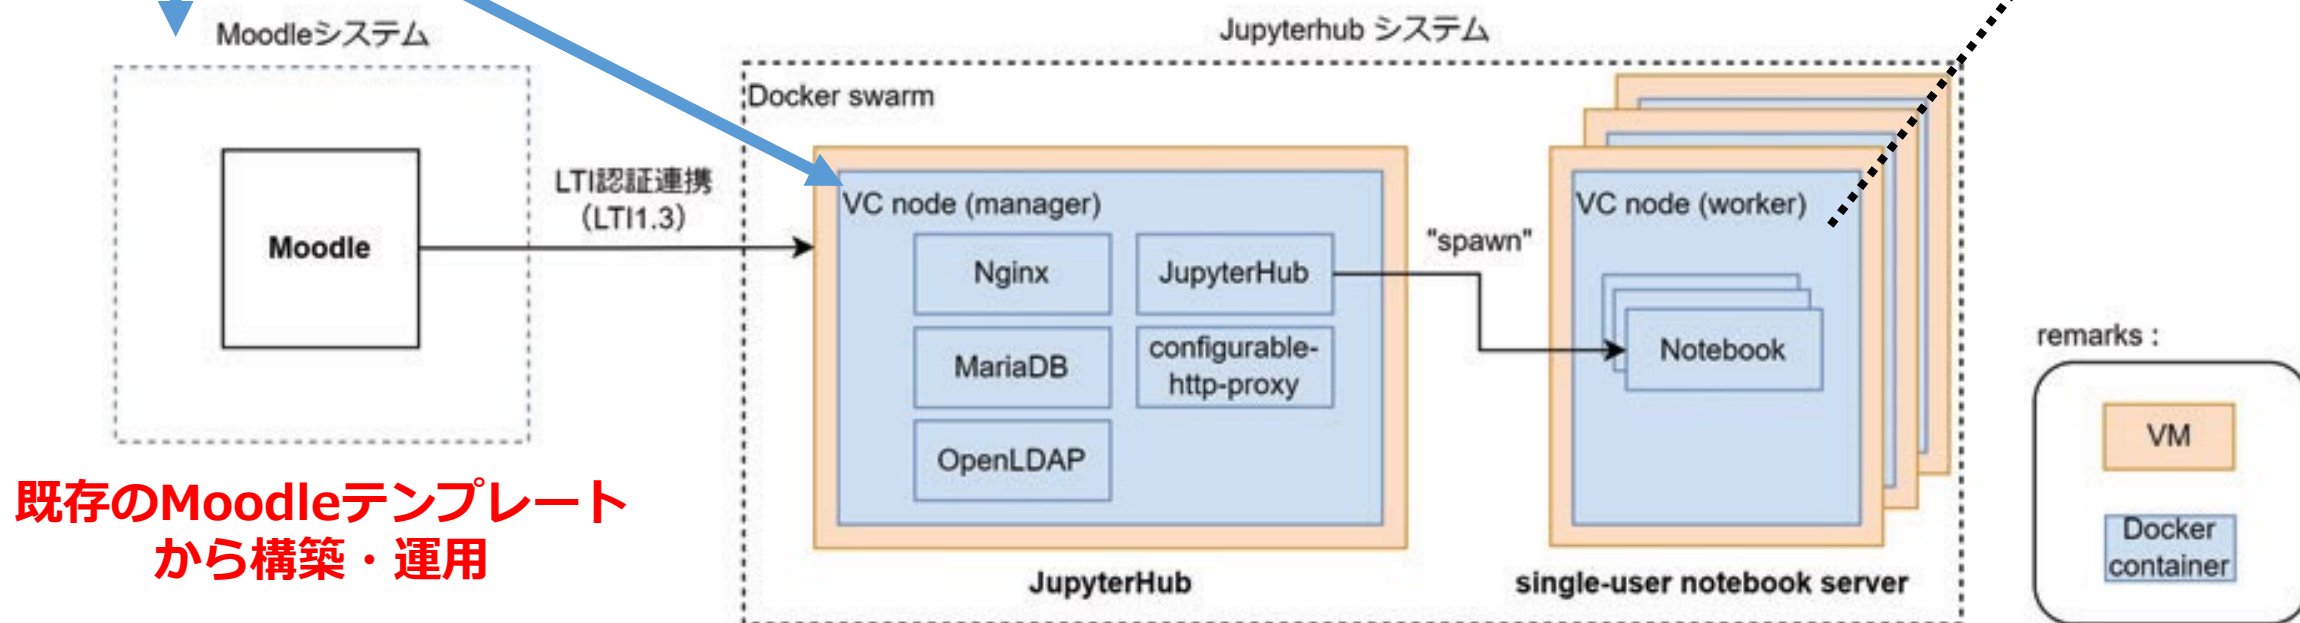 Moodleシステム
Jupyterhub システム
Docker swarm
LTI認証連携
（LTI1.3）
Moodle
VC node (manager)
Nginx
JupyterHub
MariaDB
configurable-
http-proxy
OpenLDAP
"spawn"
VC node (worker)
Notebook
JupyterHub
single-user notebook server
既存のMoodleテンプレート
から構築・運用
remarks :
VM
Docker
container